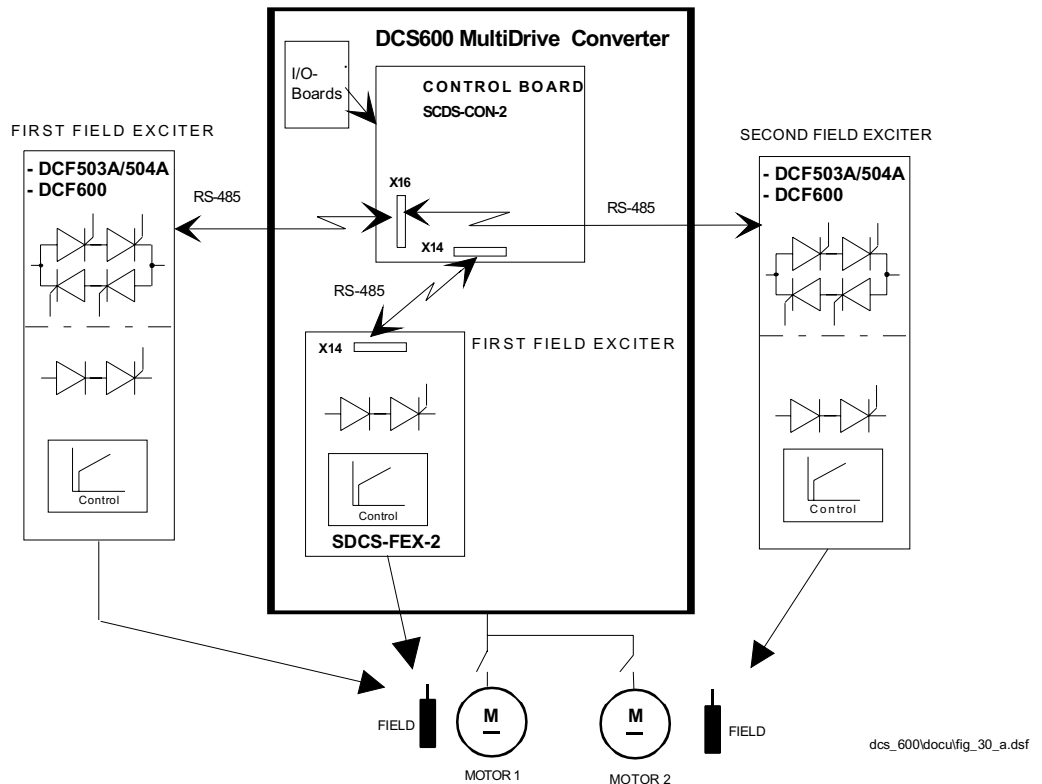 DCS600 MultiDrive Converter
I/O-
Boards
CONTROL BOARD
SCDS-CON-2
FIRST FIELD EXCITER
- DCF503A/504A
- DCF600
SECOND FIELD EXCITER
- DCF503A/504A
- DCF600
X16
RS-485
RS-485
X14
RS-485
X14
FIRST FIELD EXCITER
Control
Control
Control
SDCS-FEX-2
M
M
FIELD
FIELD
MOTOR 1
MOTOR 2
dcs_600\docu\fig_30_a.dsf